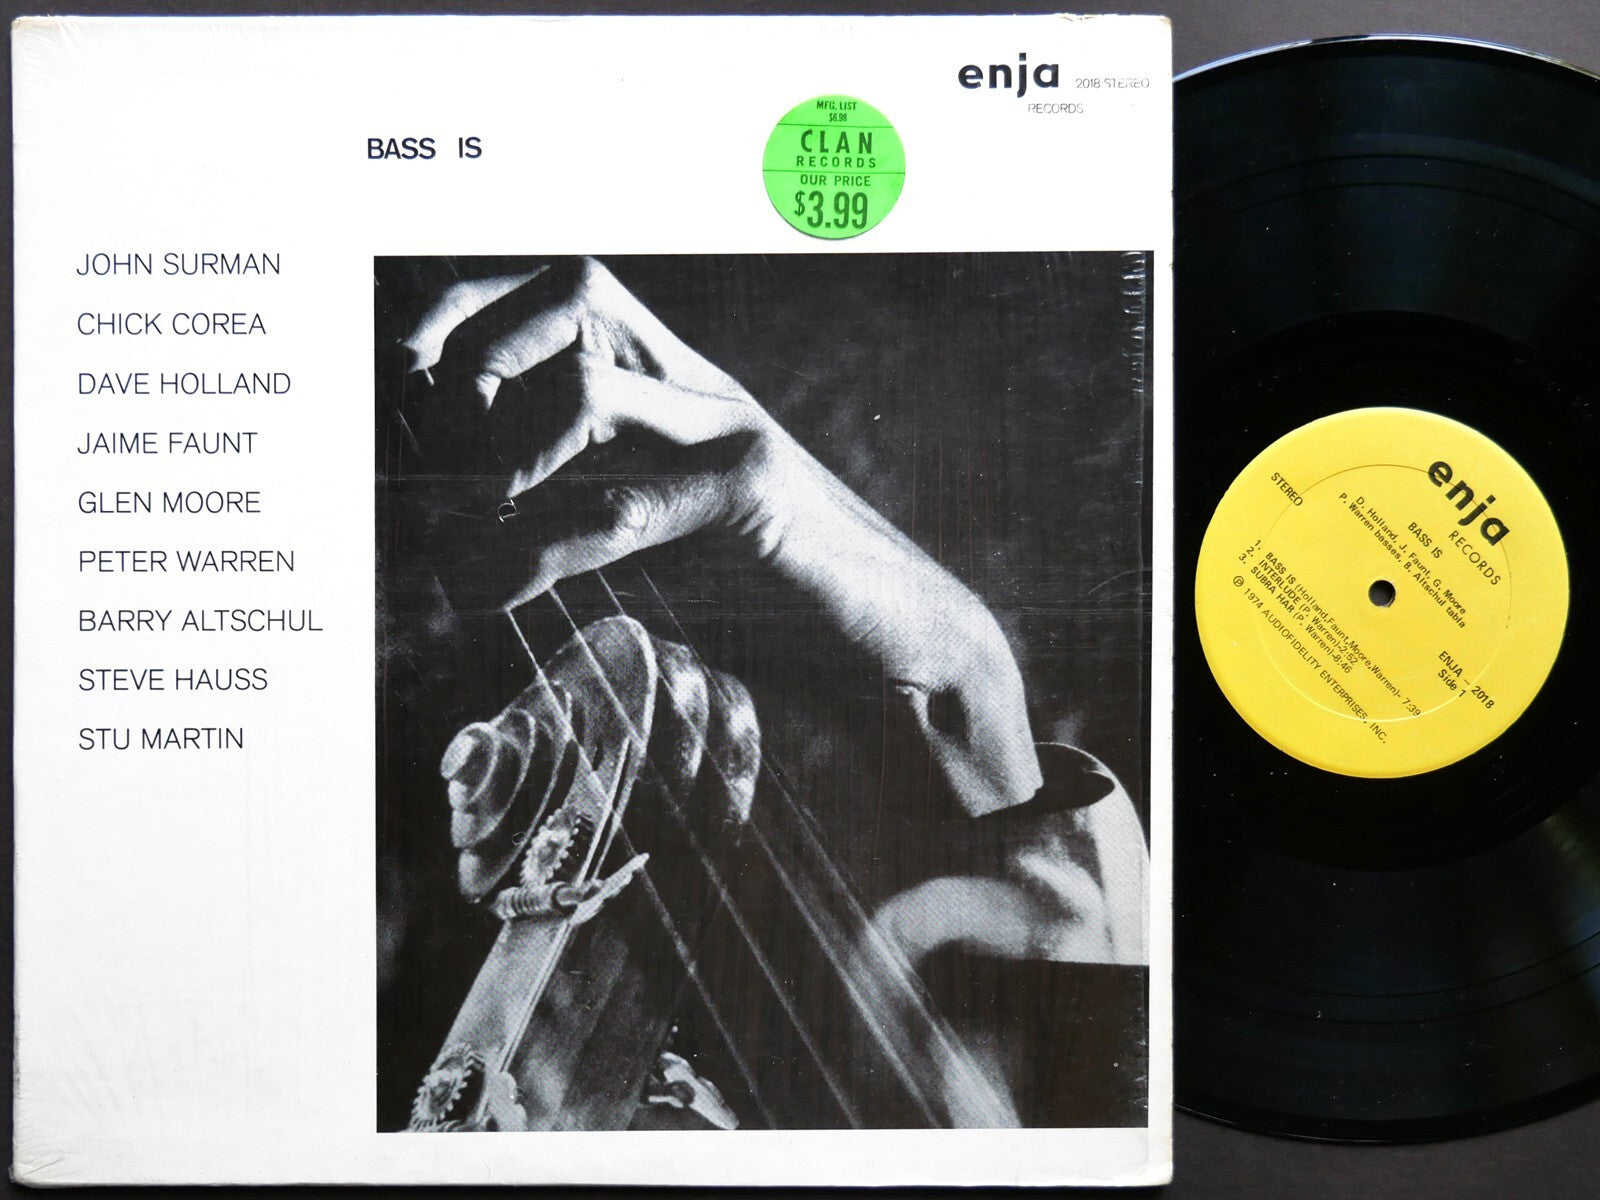 enja 2018 STEREO
RECORDS
MFG. LIST
$6.98
CLAN
RECORDS
OUR PRICE
$3.99
BASS IS
JOHN SURMAN
CHICK COREA
DAVE HOLLAND
JAIME FAUNT
GLEN MOORE
PETER WARREN
BARRY ALTSCHUL
STEVE HAUSS
STU MARTIN
enja
RECORDS
STEREO
BASS IS
D. Holland, J. Faunt, G. Moore
P. Warren basses, B. Altschul tabla
1. BASS IS (Holland,Faunt,Moore,Warren)- 7:39
2. INTERLUDE (P. Warren)-2:52
3. SUBRA HAR (P. Warren)-8:46
℗ 1974 AUDIOFIDELITY ENTERPRISES, INC.
ENJA - 2018
Side 1